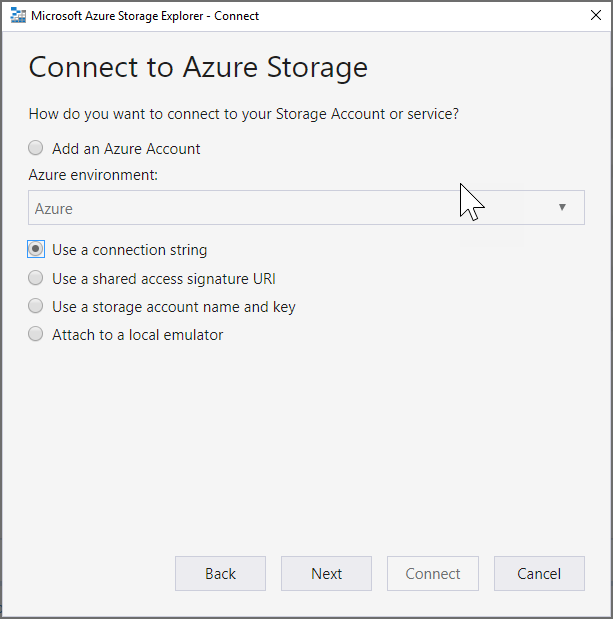 Microsoft Azure Storage Explorer - Connect
Connect to Azure Storage
How do you want to connect to your Storage Account or service?
Add an Azure Account
Azure environment:
Azure
Use a connection string
Use a shared access signature URI
Use a storage account name and key
Attach to a local emulator
Back Next Connect Cancel